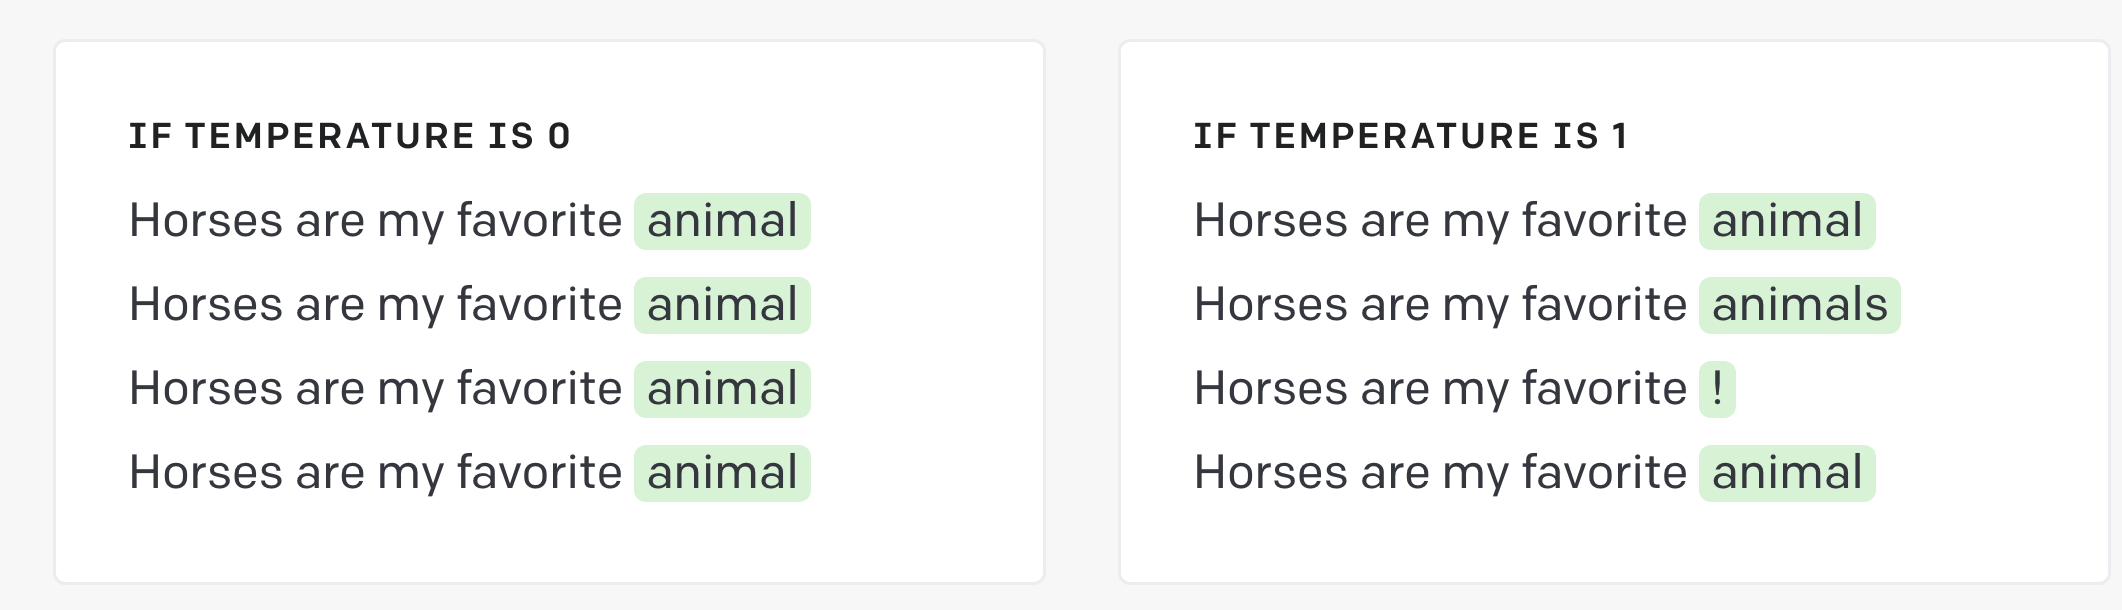 IF TEMPERATURE IS 0
Horses are my favorite animal
Horses are my favorite animal
Horses are my favorite animal
Horses are my favorite animal
IF TEMPERATURE IS 1
Horses are my favorite animal
Horses are my favorite animals
Horses are my favorite !
Horses are my favorite animal